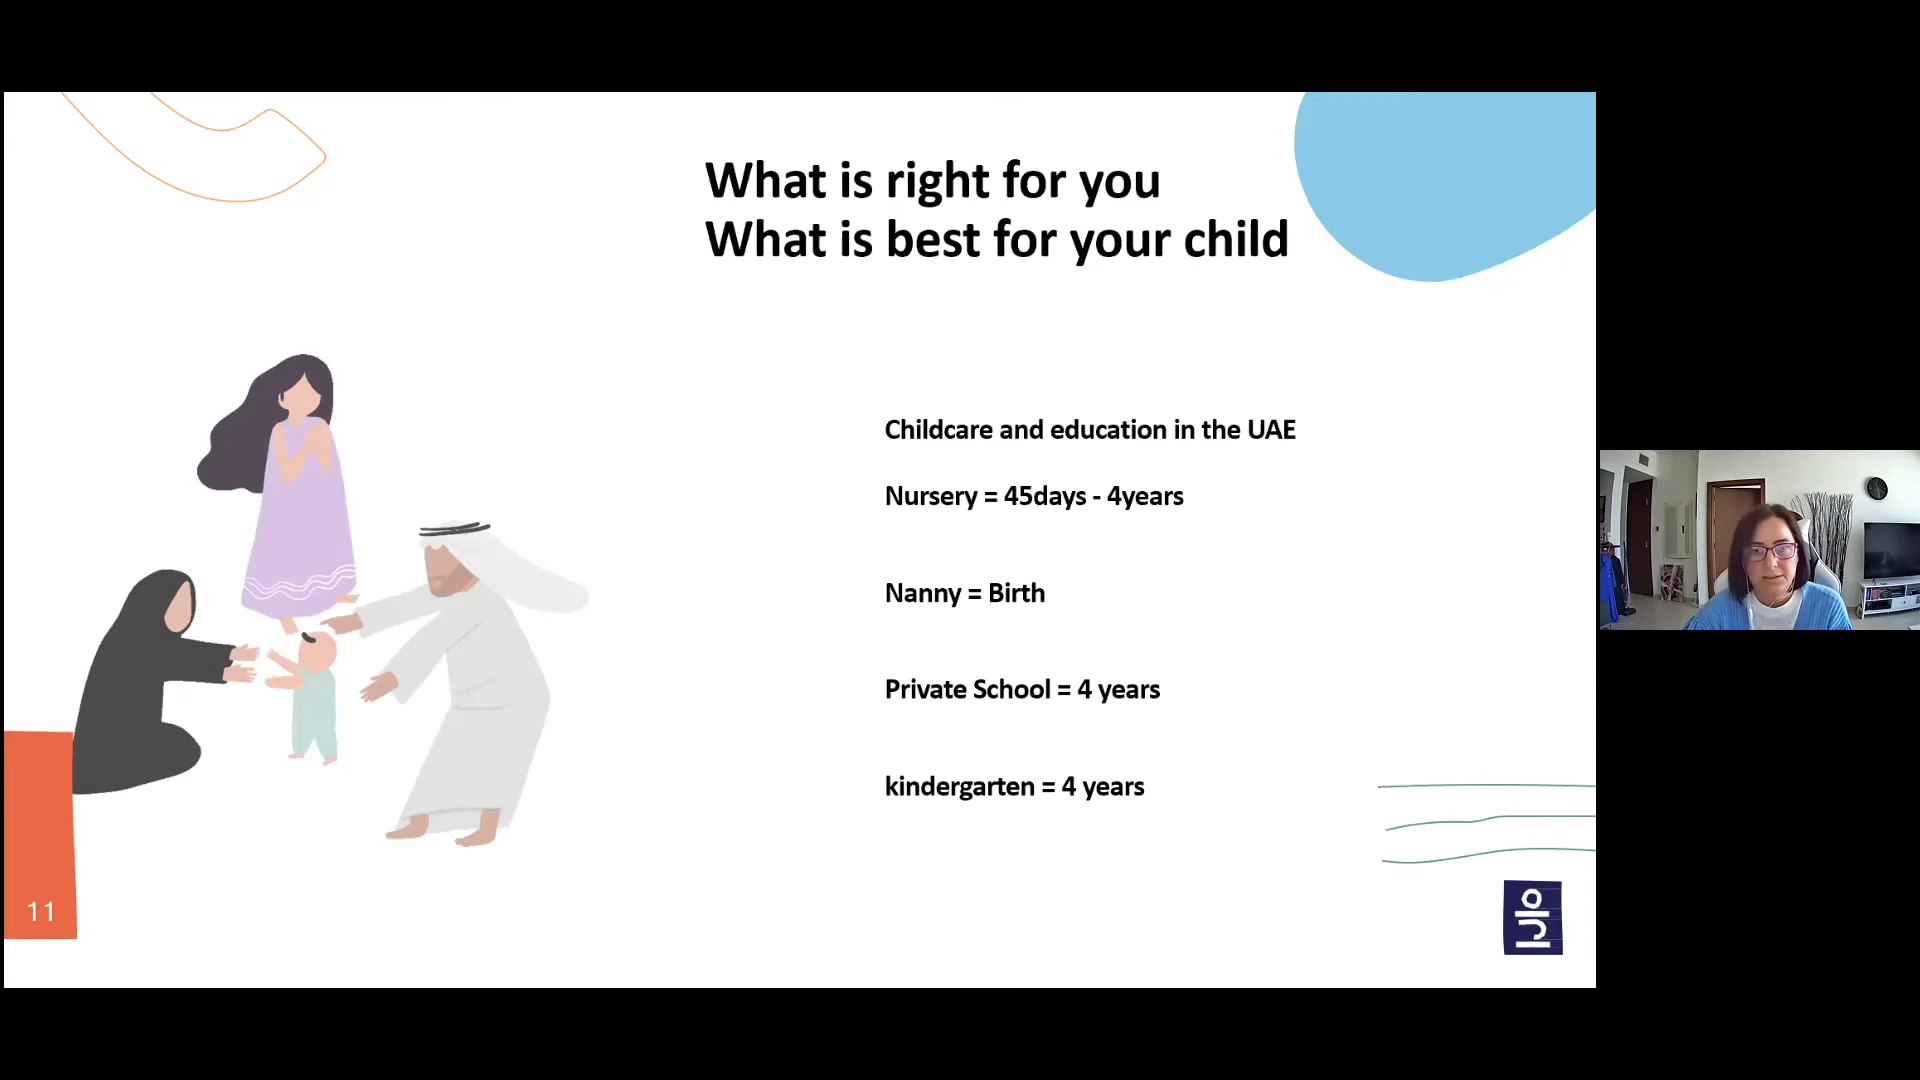 What is right for you
What is best for your child
Childcare and education in the UAE
Nursery = 45days - 4years
Nanny = Birth
Private School = 4 years
kindergarten = 4 years
11